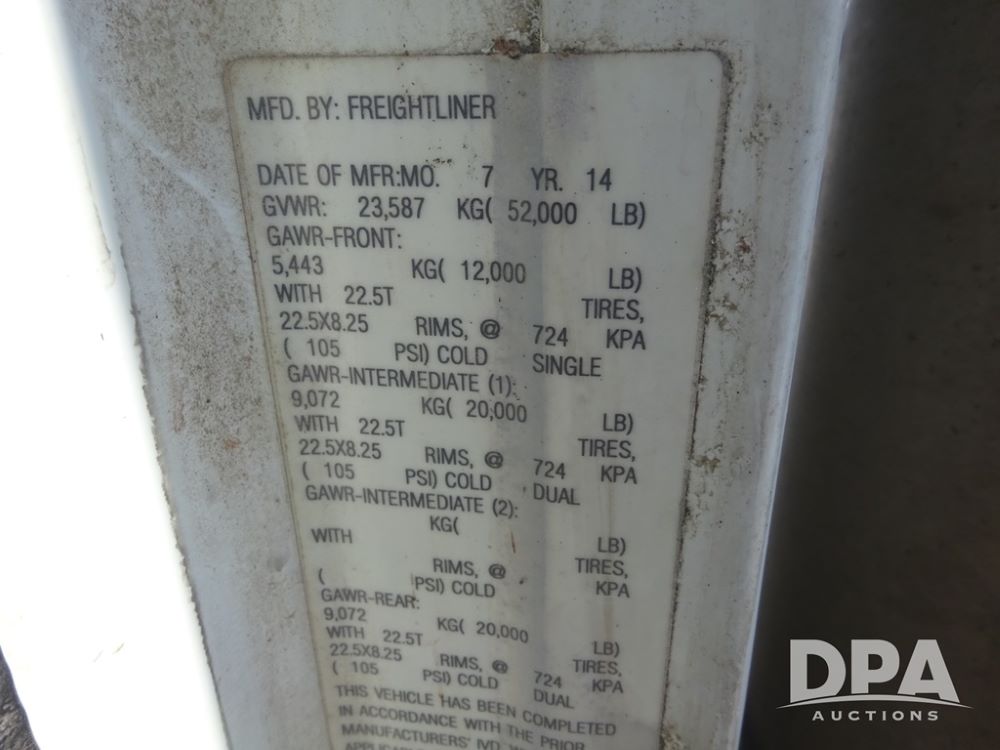 MFD. BY: FREIGHTLINER
DATE OF MFR:MO. 7 YR. 14
GVWR: 23,587 KG( 52,000 LB)
GAWR-FRONT:
5,443 KG( 12,000 LB)
WITH 22.5T TIRES,
22.5X8.25 RIMS, @ 724 KPA
( 105 PSI) COLD SINGLE
GAWR-INTERMEDIATE (1):
9,072 KG( 20,000 LB)
WITH 22.5T TIRES,
22.5X8.25 RIMS, @ 724 KPA
( 105 PSI) COLD DUAL
GAWR-INTERMEDIATE (2):
KG( LB)
WITH TIRES,
RIMS, @ KPA
( PSI) COLD
GAWR-REAR:
9,072 KG( 20,000 LB)
WITH 22.5T TIRES,
22.5X8.25 RIMS, @ 724 KPA
( 105 PSI) COLD DUAL
THIS VEHICLE HAS BEEN COMPLETED
IN ACCORDANCE WITH THE PRIOR
MANUFACTURERS' IVD,
DPA
AUCTIONS